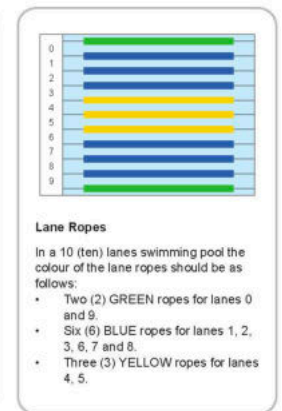 0
1
2
3
4
5
6
7
8
9
Lane Ropes
In a 10 (ten) lanes swimming pool the
colour of the lane ropes should be as
follows:
• Two (2) GREEN ropes for lanes 0
and 9.
• Six (6) BLUE ropes for lanes 1, 2,
3, 6, 7 and 8.
• Three (3) YELLOW ropes for lanes
4, 5.